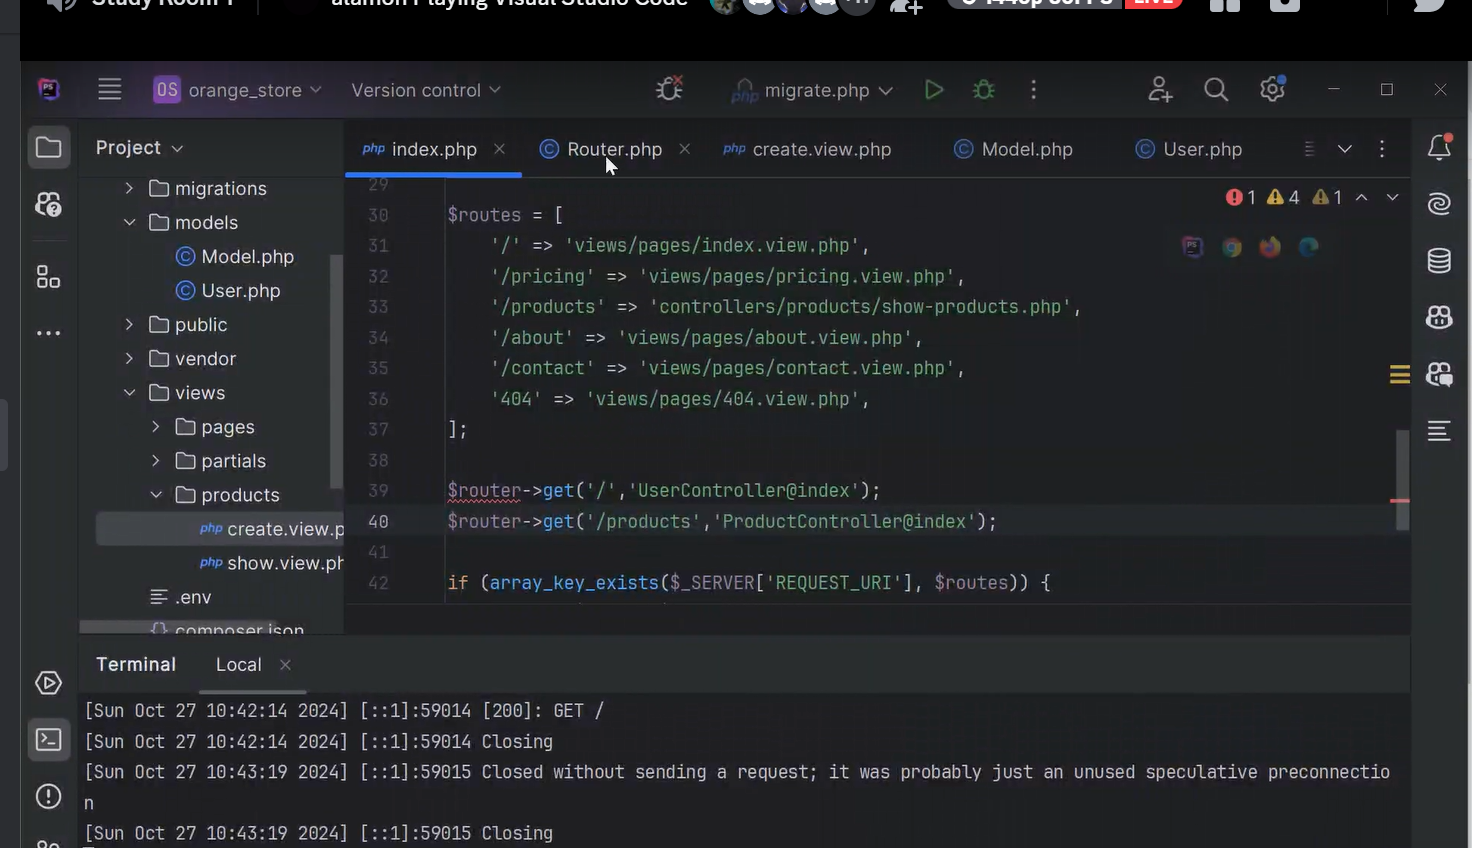 Study Room 1
alamon Playing Visual Studio Code
LIVE
PS
OS orange_store
Version control
php migrate.php
Project
php index.php
C Router.php
php create.view.php
C Model.php
C User.php
migrations
models
C Model.php
C User.php
public
vendor
views
pages
partials
products
php create.view.p
php show.view.ph
.env
composer.json
1 4 1
29
30 $routes = [
31 '/' => 'views/pages/index.view.php',
32 '/pricing' => 'views/pages/pricing.view.php',
33 '/products' => 'controllers/products/show-products.php',
34 '/about' => 'views/pages/about.view.php',
35 '/contact' => 'views/pages/contact.view.php',
36 '404' => 'views/pages/404.view.php',
37 ];
38
39 $router->get('/','UserController@index');
40 $router->get('/products','ProductController@index');
41
42 if (array_key_exists($_SERVER['REQUEST_URI'], $routes)) {
Terminal
Local
[Sun Oct 27 10:42:14 2024] [::1]:59014 [200]: GET /
[Sun Oct 27 10:42:14 2024] [::1]:59014 Closing
[Sun Oct 27 10:43:19 2024] [::1]:59015 Closed without sending a request; it was probably just an unused speculative preconnectio
n
[Sun Oct 27 10:43:19 2024] [::1]:59015 Closing